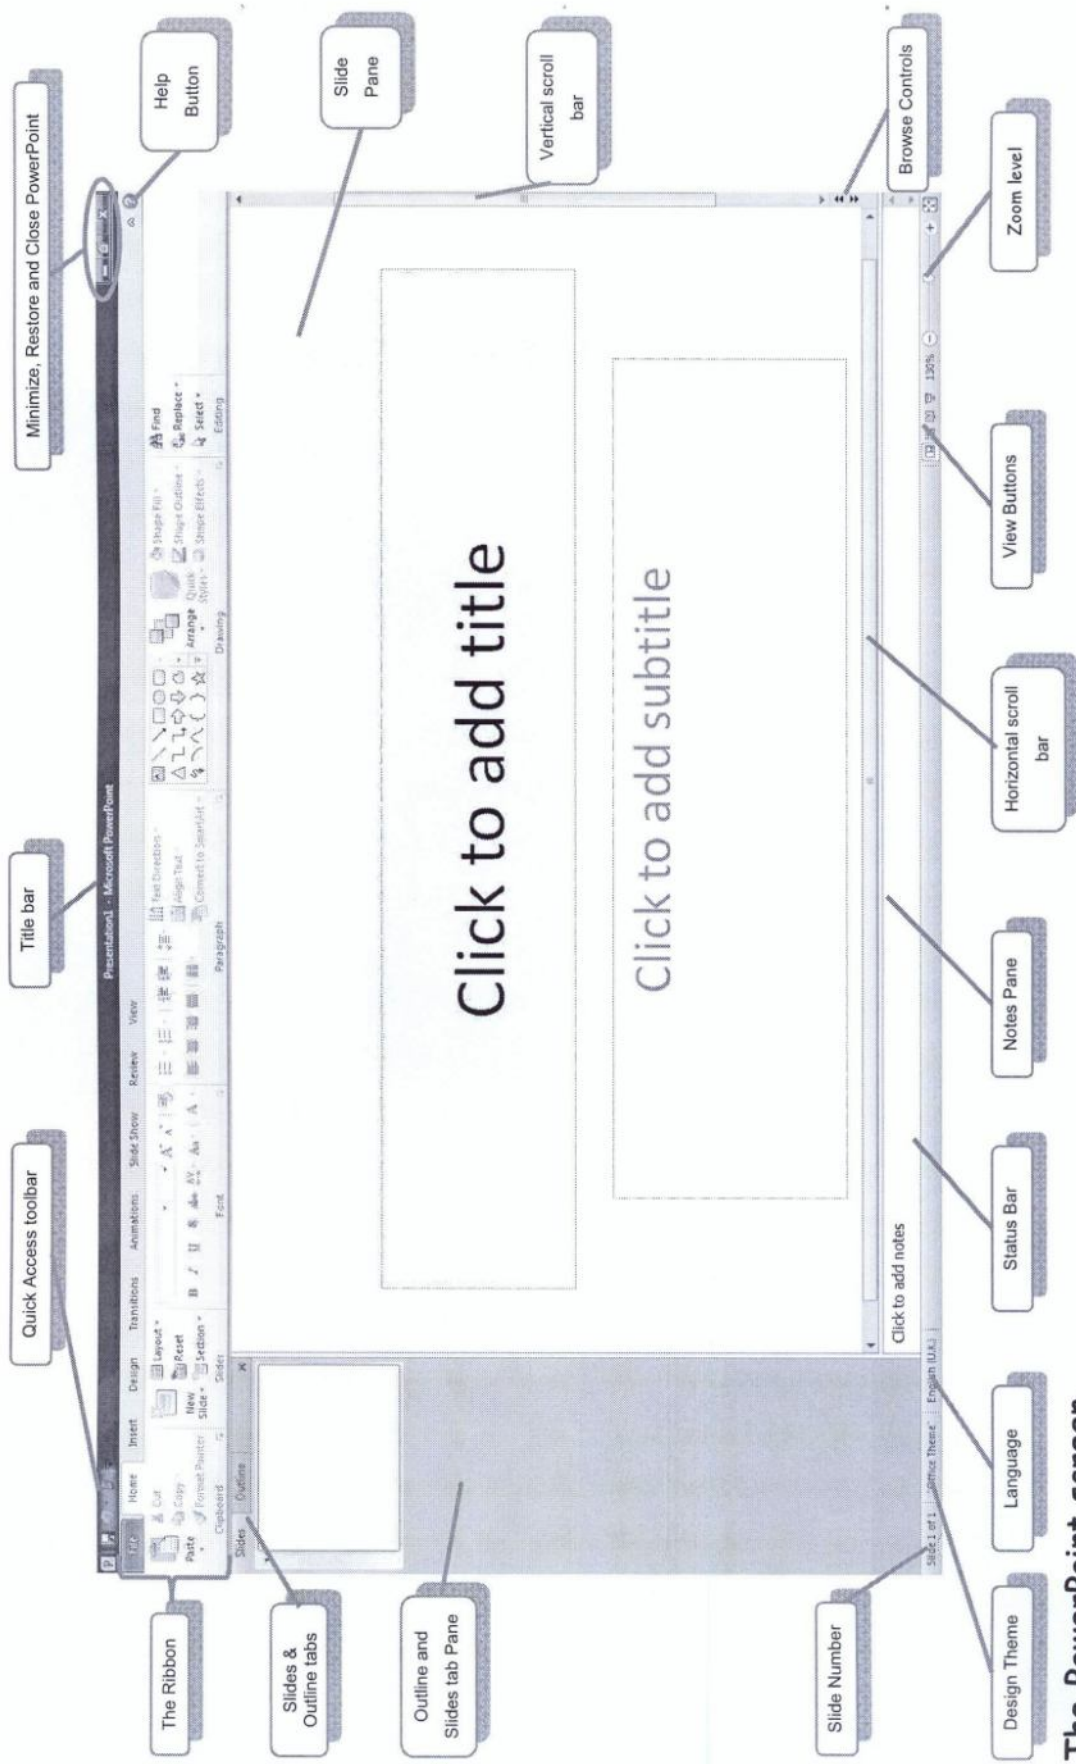 Quick Access toolbar
Title bar
Minimize, Restore and Close PowerPoint
Help
Button
Presentation1 - Microsoft PowerPoint
File Home Insert Design Transitions Animations Slide Show Review View
The Ribbon
Paste
Cut
Copy
Format Painter
Clipboard
New
Slide
Layout
Reset
Section
Slides
B I U S abc AV Aa A
Font
Text Direction
Align Text
Convert to SmartArt
Paragraph
Arrange
Quick
Styles
Shape Fill
Shape Outline
Shape Effects
Drawing
Find
Replace
Select
Editing
Slides Outline
Slides &
Outline tabs
Outline and
Slides tab Pane
Slide
Pane
Click to add title
Click to add subtitle
Vertical scroll
bar
Browse Controls
Click to add notes
Slide 1 of 1 "Office Theme" English (U.K.) 130%
Slide Number
Design Theme
Language
Status Bar
Notes Pane
Horizontal scroll
bar
View Buttons
Zoom level
The PowerPoint screen